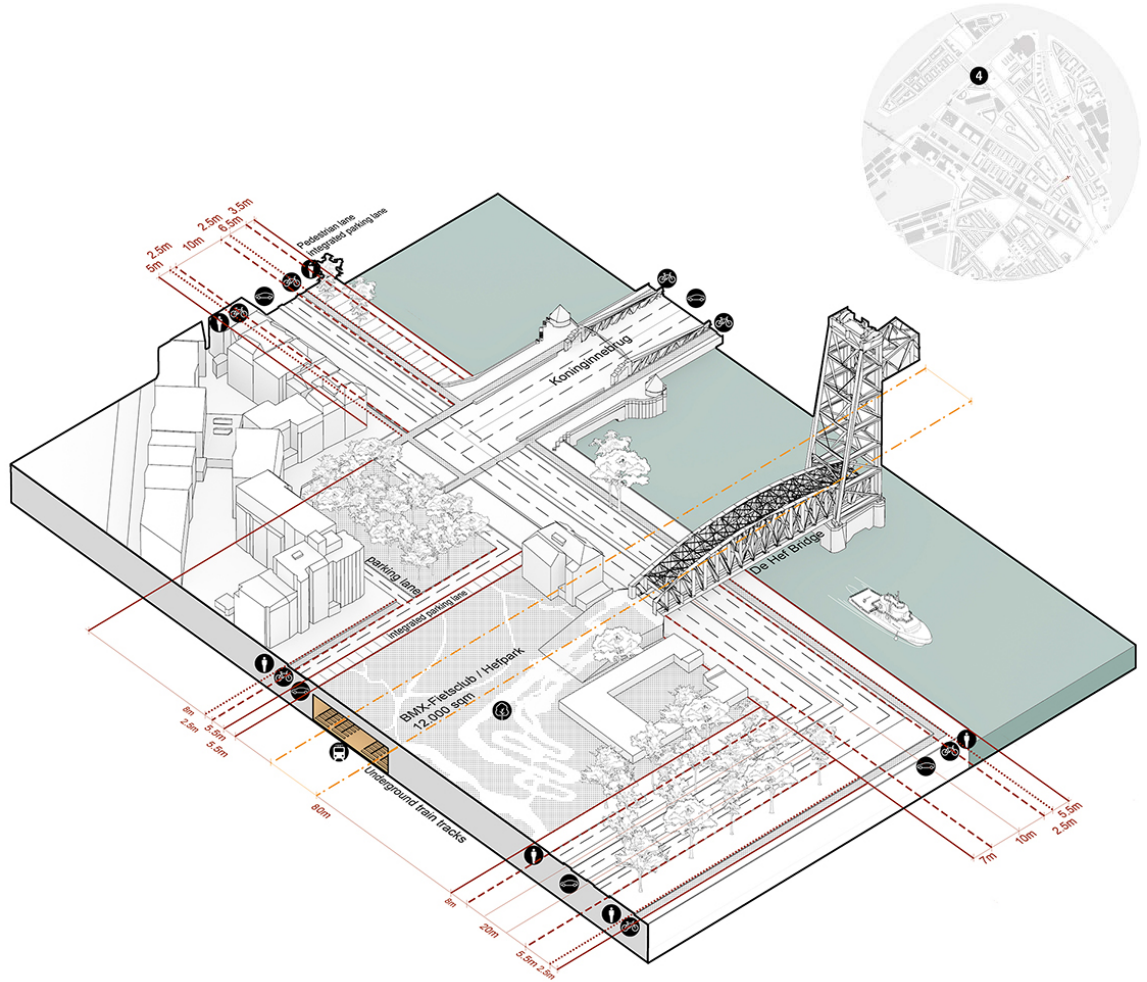 4
3.5m
2.5m
6.5m
10m
2.5m
5m
Pedestrian lane
integrated parking lane
Koninginnebrug
De Hef Bridge
parking lane
integrated parking lane
BMX-Fietsclub / Hefpark
12.000 sqm
Underground train tracks
8m
2.5m
5.5m
5.5m
80m
8m
20m
5.5m
2.5m
5.5m
2.5m
10m
7m